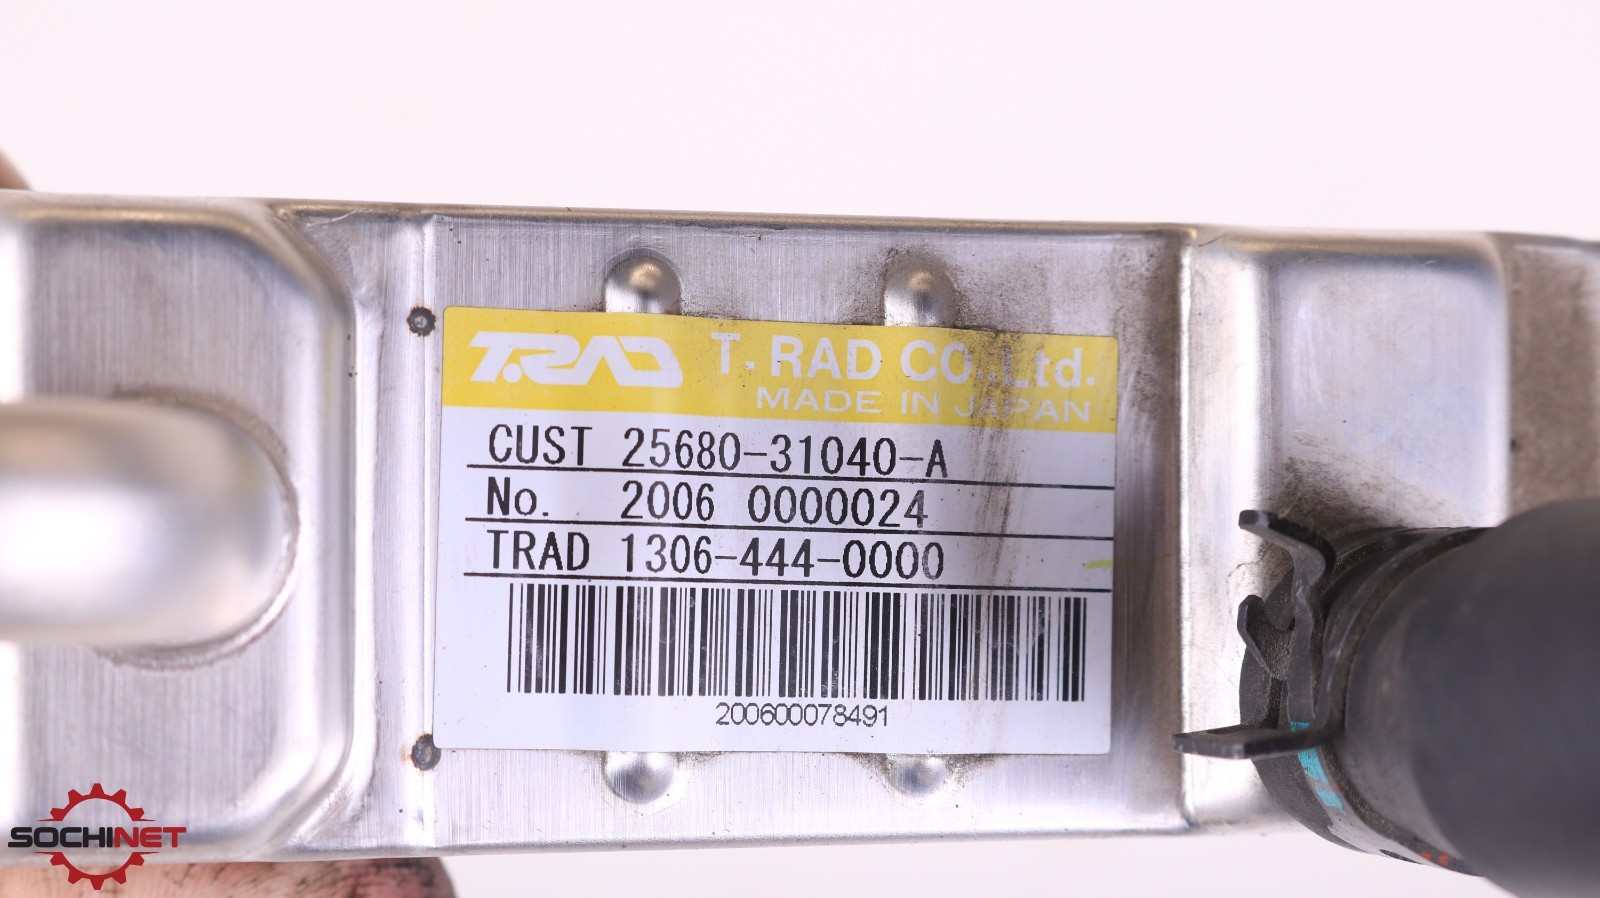 T.RAD T. RAD CO.,Ltd.
MADE IN JAPAN
CUST 25680-31040-A
No. 2006 0000024
TRAD 1306-444-0000
200600078491
SOCHINET